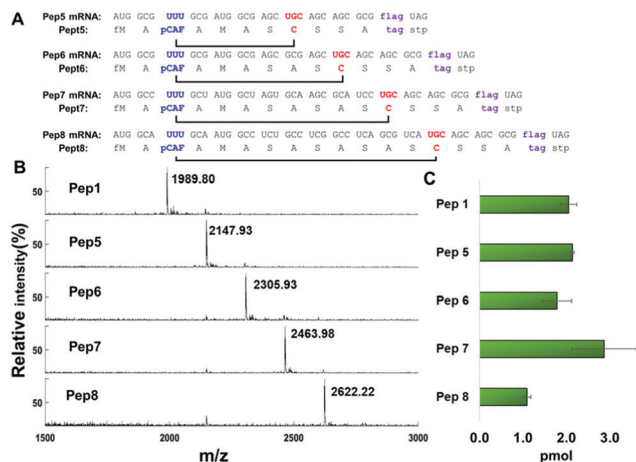 A
Pep5 mRNA: AUG GCG UUU GCG AUG GCG AGC UGC AGC AGC GCG flag UAG
Pept5: fM A pCAF A M A S C S S A tag stp
Pep6 mRNA: AUG GCG UUU GCG AUG GCG AGC GCG AGC UGC AGC AGC GCG flag UAG
Pept6: fM A pCAF A M A S A S C S S A tag stp
Pep7 mRNA: AUG GCC UUU GCG AUG GCU AGU GCA AGC GCA UCC UGC AGC AGC GCG flag UAG
Pept7: fM A pCAF A M A S A S A S C S S A tag stp
Pep8 mRNA: AUG GCA UUU GCA AUG GCC UCU GCC UCG GCC UCA GCG UCA UGC AGC AGC GCG flag UAG
Pept8: fM A pCAF A M A S A S A S A S C S S A tag stp
B
C
Relative intensity(%)
50
Pep1
1989.80
50
Pep5
2147.93
50
Pep6
2305.93
50
Pep7
2463.98
50
Pep8
2622.22
1500 2000 2500 3000
m/z
Pep 1
Pep 5
Pep 6
Pep 7
Pep 8
0.0 1.0 2.0 3.0
pmol